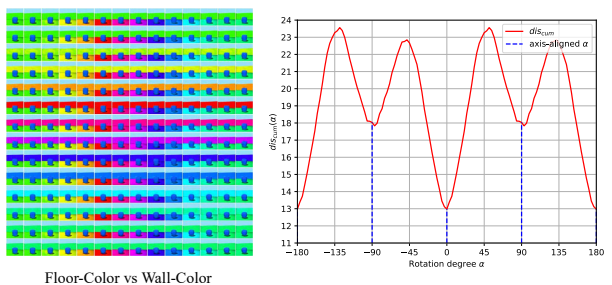 Floor-Color vs Wall-Color
24
23
22
21
20
19
18
17
16
15
14
13
12
11
dis_cum(α)
dis_cum
axis-aligned α
−180 −135 −90 −45 0 45 90 135 180
Rotation degree α